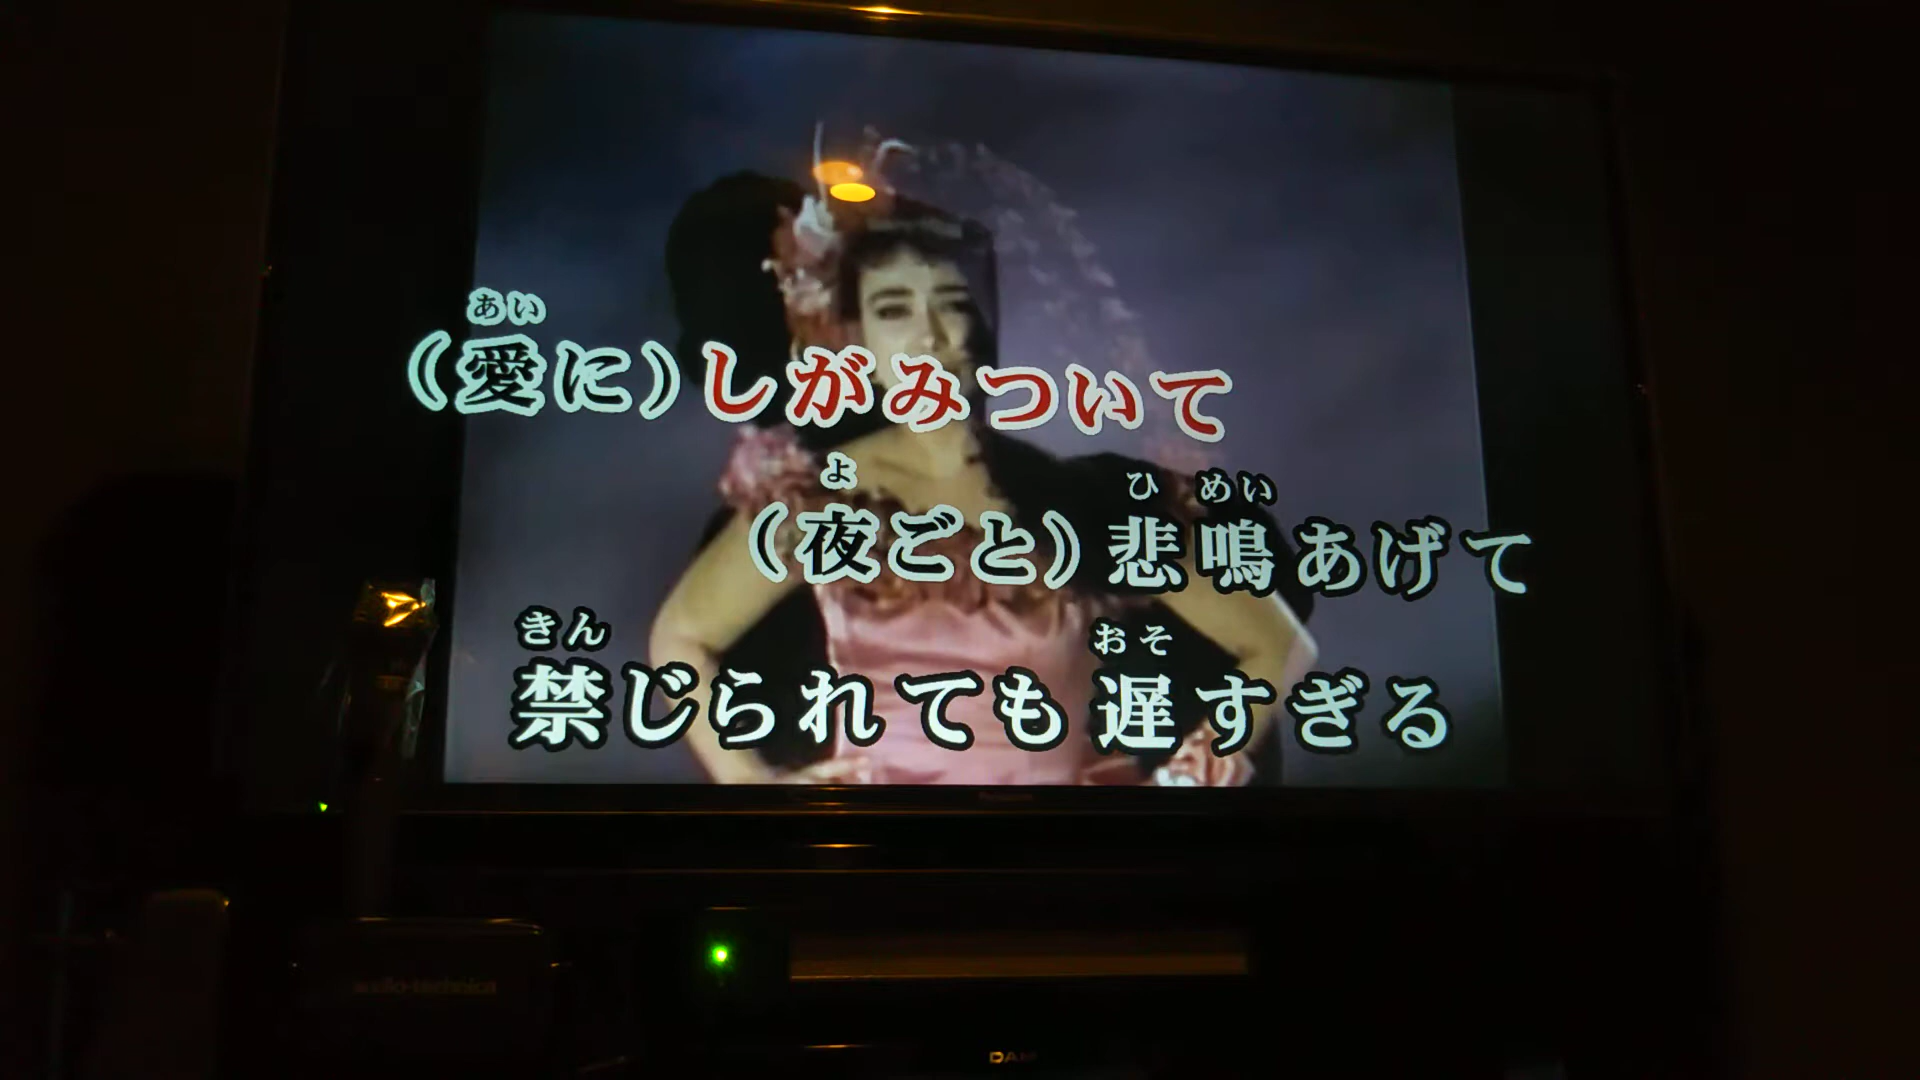 あい
（愛に）しがみついて
よ ひ めい
（夜ごと）悲鳴あげて
きん おそ
禁じられても遅すぎる
audio-technica
DAM